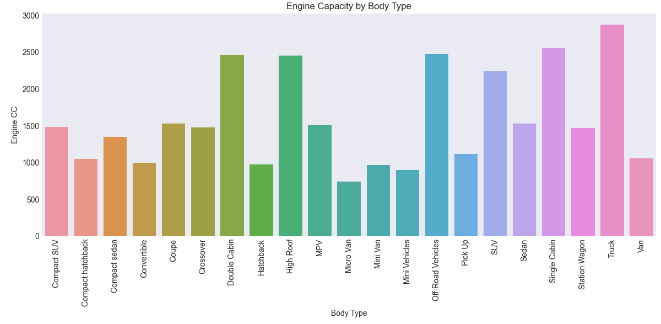 Engine Capacity by Body Type
3000
2500
2000
1500
1000
500
0
Engine CC
Compact SUV
Compact hatchback
Compact sedan
Convertible
Coupe
Crossover
Double Cabin
Hatchback
High Roof
MPV
Micro Van
Mini Van
Mini Vehicles
Off Road Vehicles
Pick Up
SUV
Sedan
Single Cabin
Station Wagon
Truck
Van
Body Type